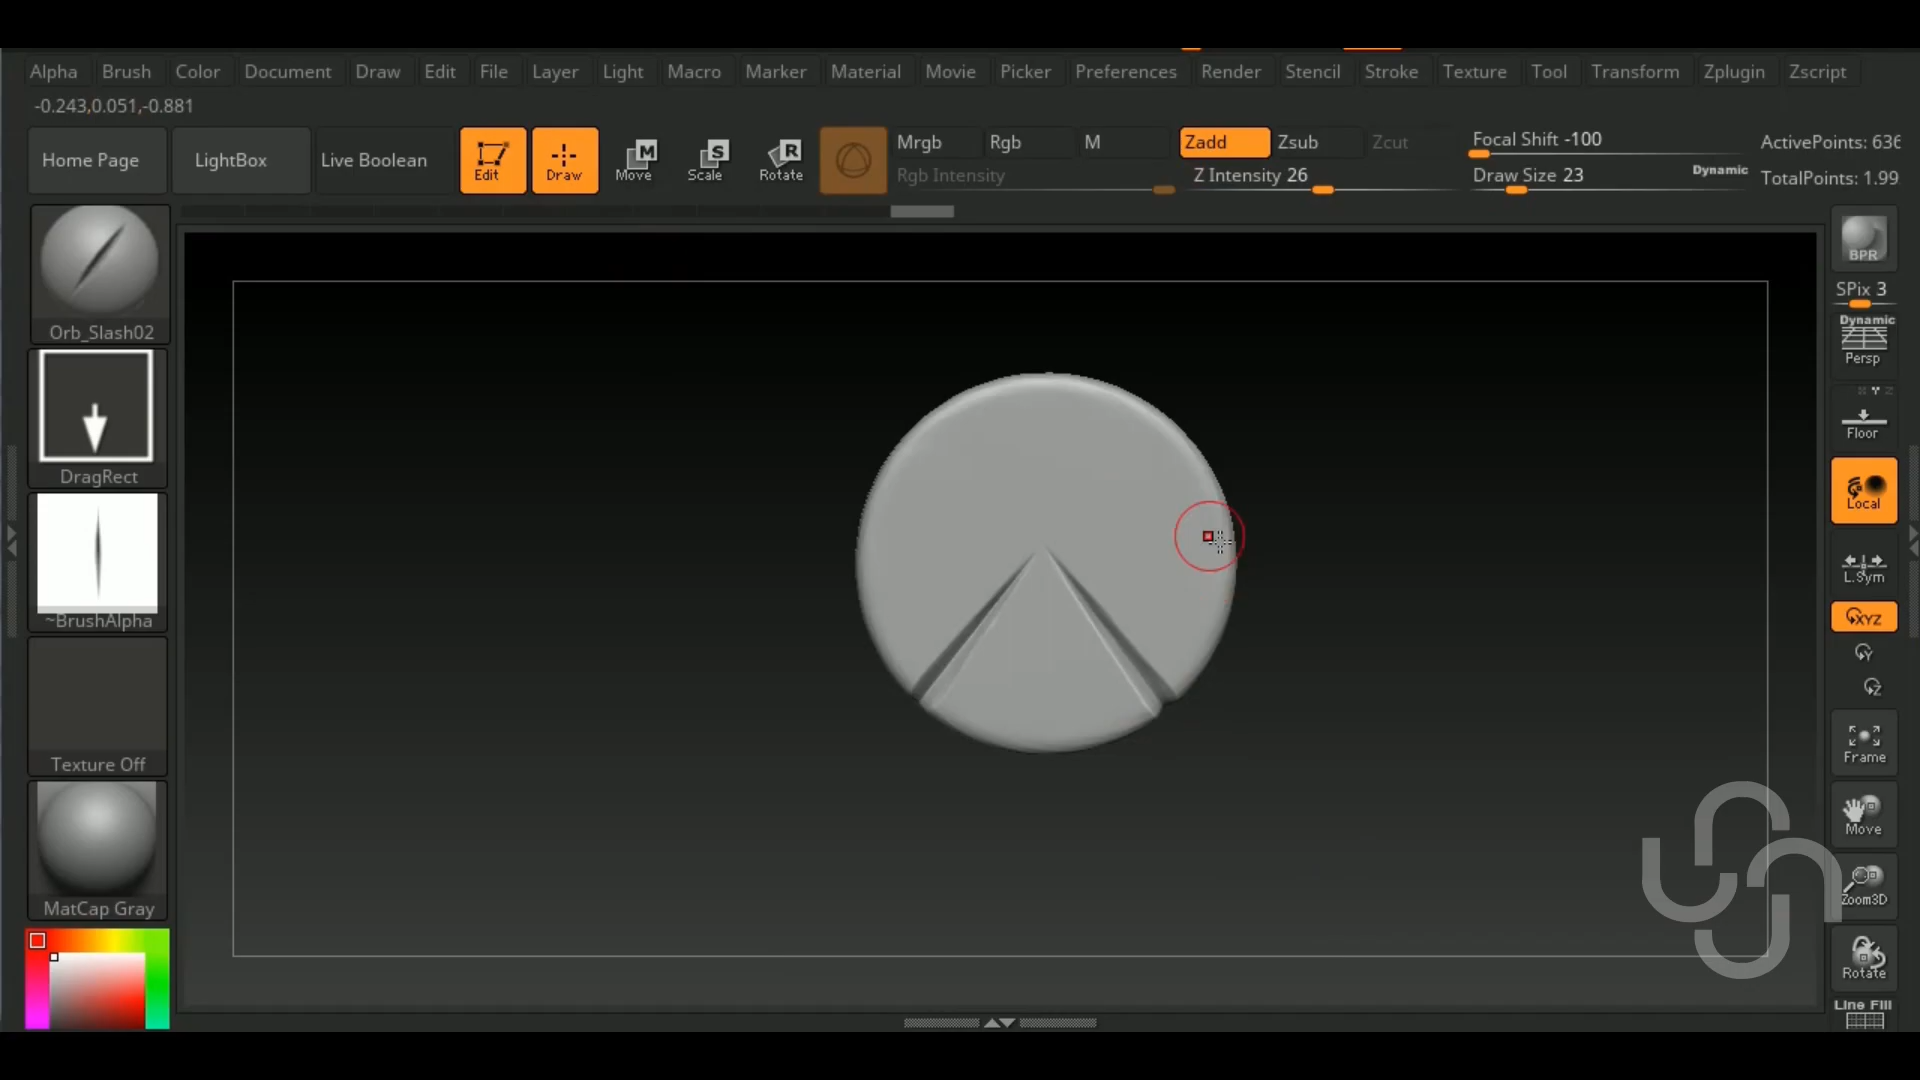 Alpha Brush Color Document Draw Edit File Layer Light Macro Marker Material Movie Picker Preferences Render Stencil Stroke Texture Tool Transform Zplugin Zscript
-0.243,0.051,-0.881
Home Page LightBox Live Boolean Edit Draw M Move S Scale R Rotate Mrgb Rgb M Zadd Zsub Zcut Focal Shift -100 ActivePoints: 636
Rgb Intensity Z Intensity 26 Draw Size 23 Dynamic TotalPoints: 1.99
Orb_Slash02
DragRect
~BrushAlpha
Texture Off
MatCap Gray
BPR
SPix 3
Dynamic
Persp
Floor
Local
L.Sym
XYZ
Y
Z
Frame
Move
Zoom3D
Rotate
Line Fill